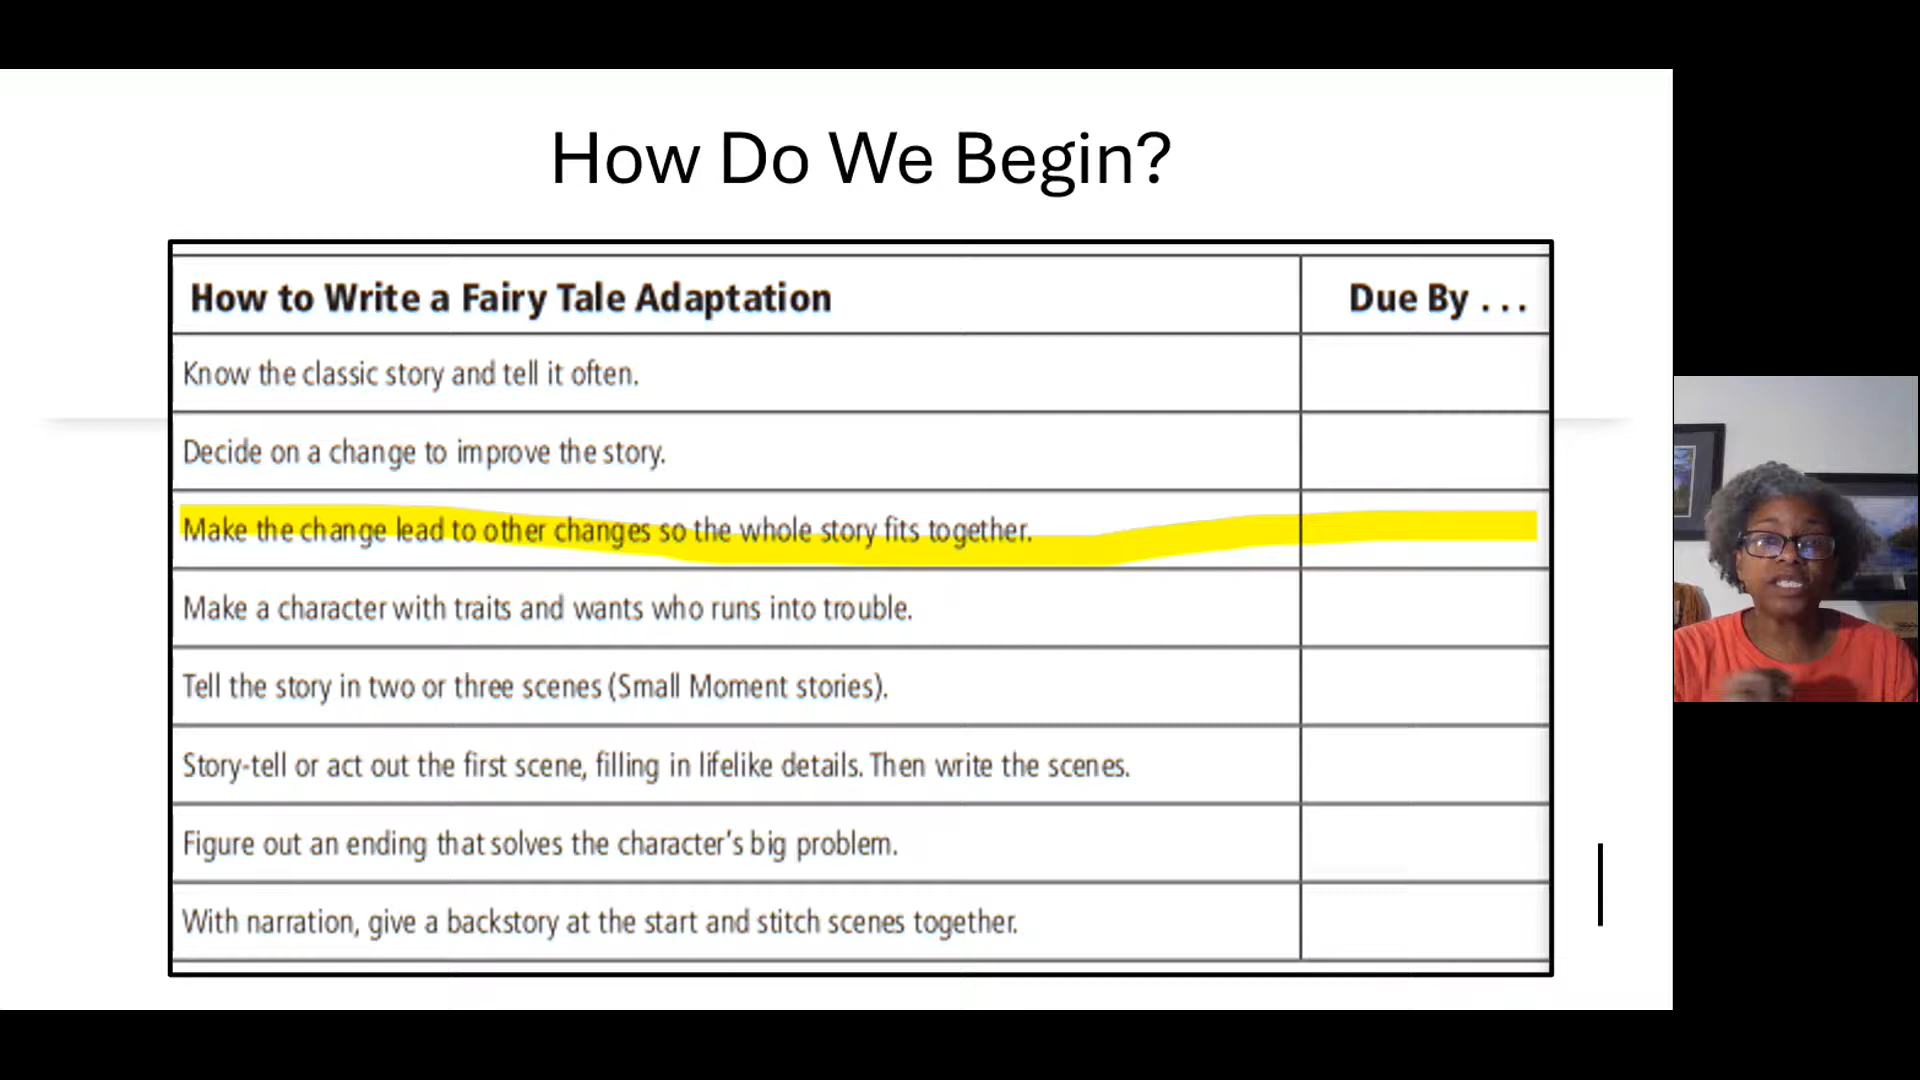 How Do We Begin?
How to Write a Fairy Tale Adaptation
Due By . . .
Know the classic story and tell it often.
Decide on a change to improve the story.
Make the change lead to other changes so the whole story fits together.
Make a character with traits and wants who runs into trouble.
Tell the story in two or three scenes (Small Moment stories).
Story-tell or act out the first scene, filling in lifelike details. Then write the scenes.
Figure out an ending that solves the character's big problem.
With narration, give a backstory at the start and stitch scenes together.